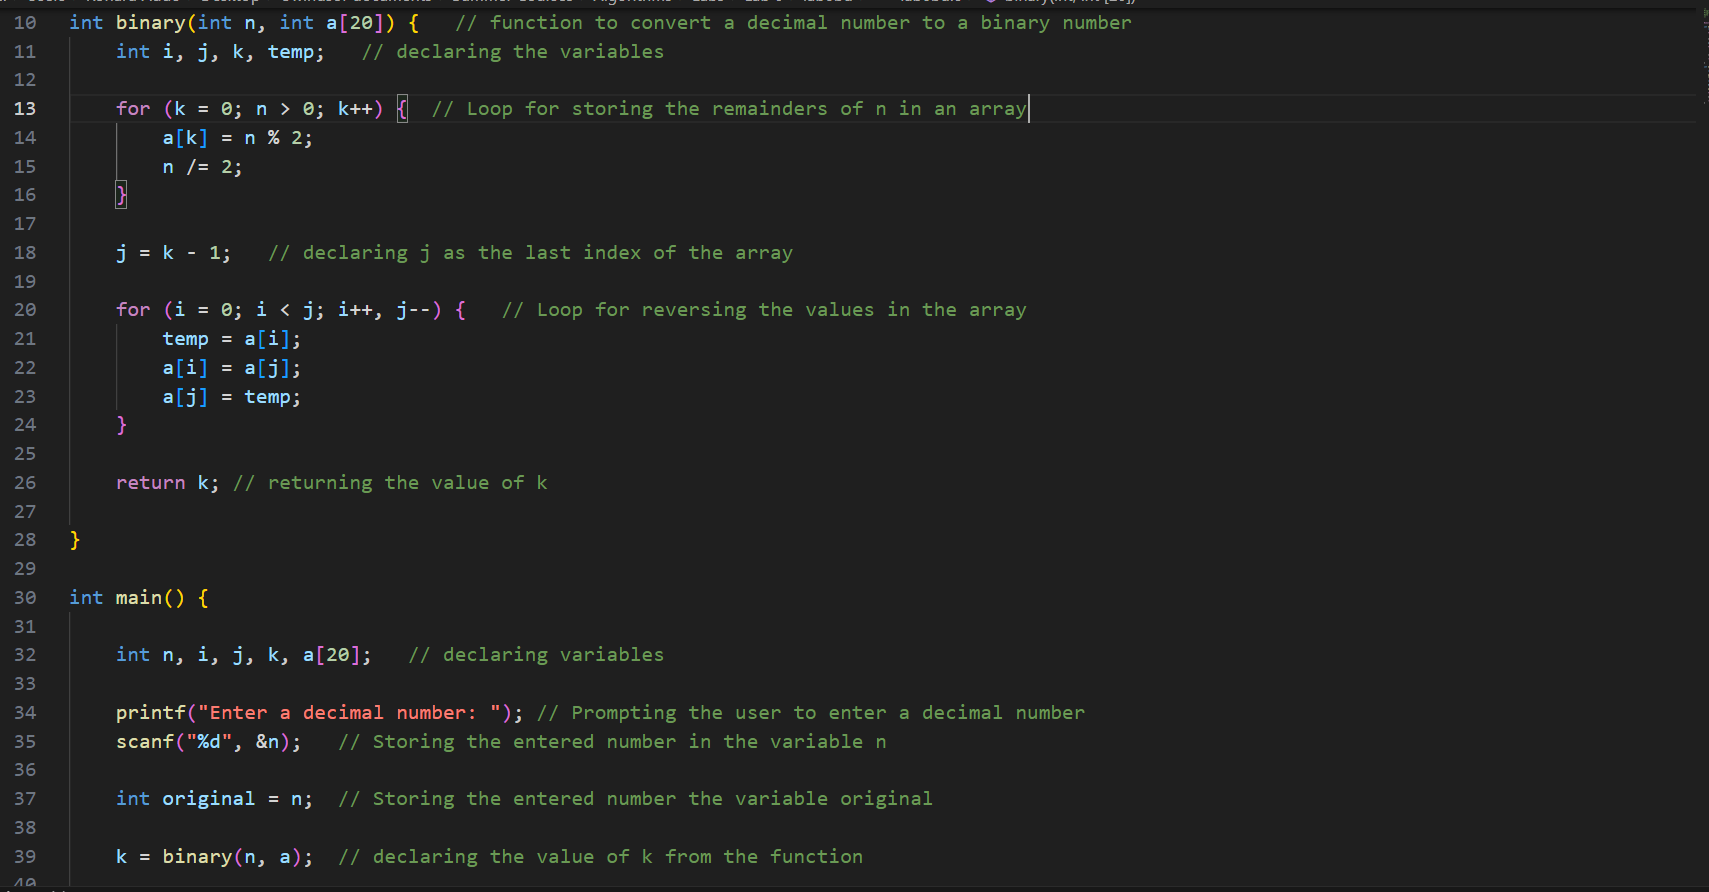 10 int binary(int n, int a[20]) { // function to convert a decimal number to a binary number
11 int i, j, k, temp; // declaring the variables
12
13 for (k = 0; n > 0; k++) { // Loop for storing the remainders of n in an array
14 a[k] = n % 2;
15 n /= 2;
16 }
17
18 j = k - 1; // declaring j as the last index of the array
19
20 for (i = 0; i < j; i++, j--) { // Loop for reversing the values in the array
21 temp = a[i];
22 a[i] = a[j];
23 a[j] = temp;
24 }
25
26 return k; // returning the value of k
27
28 }
29
30 int main() {
31
32 int n, i, j, k, a[20]; // declaring variables
33
34 printf("Enter a decimal number: "); // Prompting the user to enter a decimal number
35 scanf("%d", &n); // Storing the entered number in the variable n
36
37 int original = n; // Storing the entered number the variable original
38
39 k = binary(n, a); // declaring the value of k from the function
40